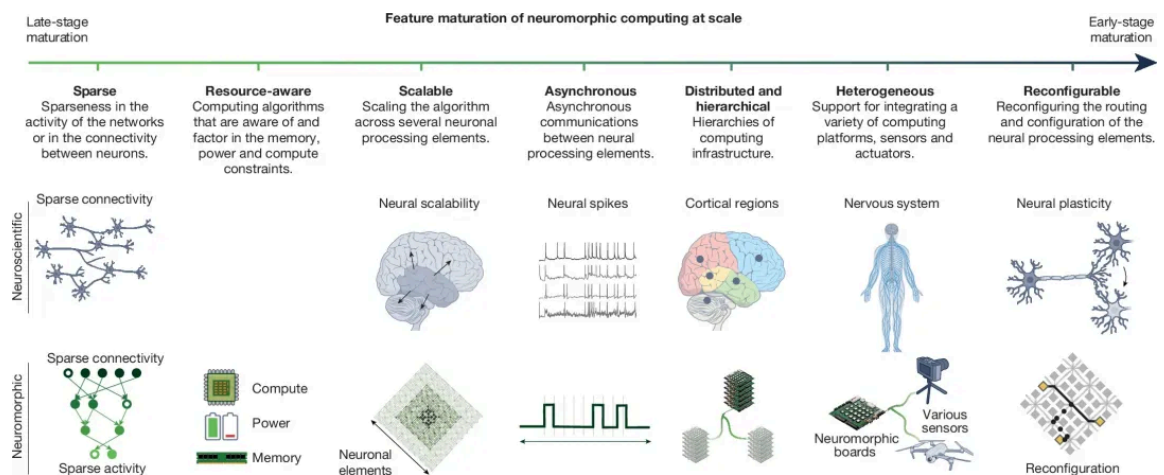 Feature maturation of neuromorphic computing at scale
Late-stage
maturation
Early-stage
maturation
Sparse
Sparseness in the
activity of the networks
or in the connectivity
between neurons.
Resource-aware
Computing algorithms
that are aware of and
factor in the memory,
power and compute
constraints.
Scalable
Scaling the algorithm
across several neuronal
processing elements.
Asynchronous
Asynchronous
communications
between neural
processing elements.
Distributed and
hierarchical
Hierarchies of
computing
infrastructure.
Heterogeneous
Support for integrating a
variety of computing
platforms, sensors and
actuators.
Reconfigurable
Reconfiguring the routing
and configuration of the
neural processing elements.
Neuroscientific
Sparse connectivity
Neural scalability
Neural spikes
Cortical regions
Nervous system
Neural plasticity
Neuromorphic
Sparse connectivity
Sparse activity
Compute
Power
Memory
Neuronal
elements
Neuromorphic
boards
Various
sensors
Reconfiguration